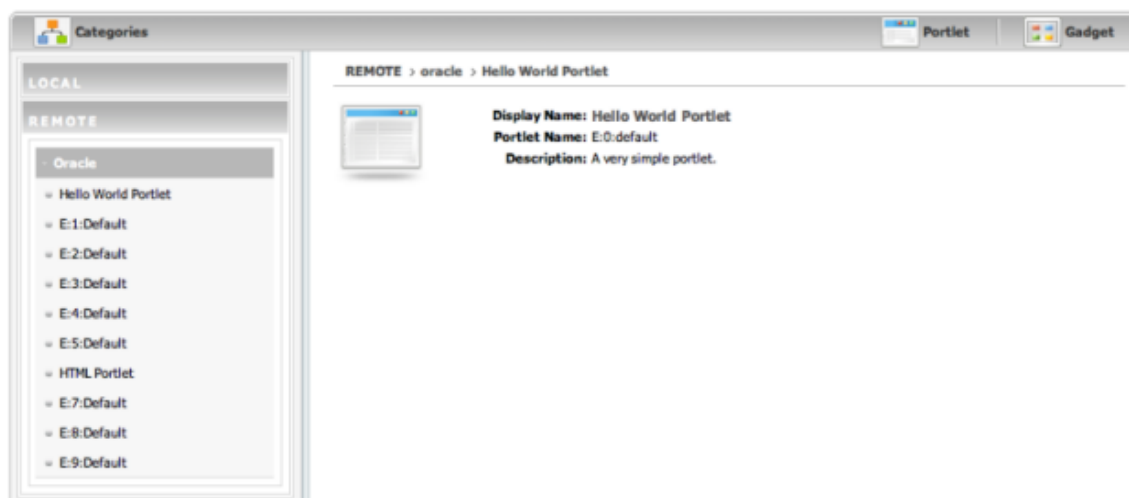 Categories
Portlet
Gadget
LOCAL
REMOTE
Oracle
Hello World Portlet
E:1:Default
E:2:Default
E:3:Default
E:4:Default
E:5:Default
HTML Portlet
E:7:Default
E:8:Default
E:9:Default
REMOTE > oracle > Hello World Portlet
Display Name: Hello World Portlet
Portlet Name: E:0:default
Description: A very simple portlet.